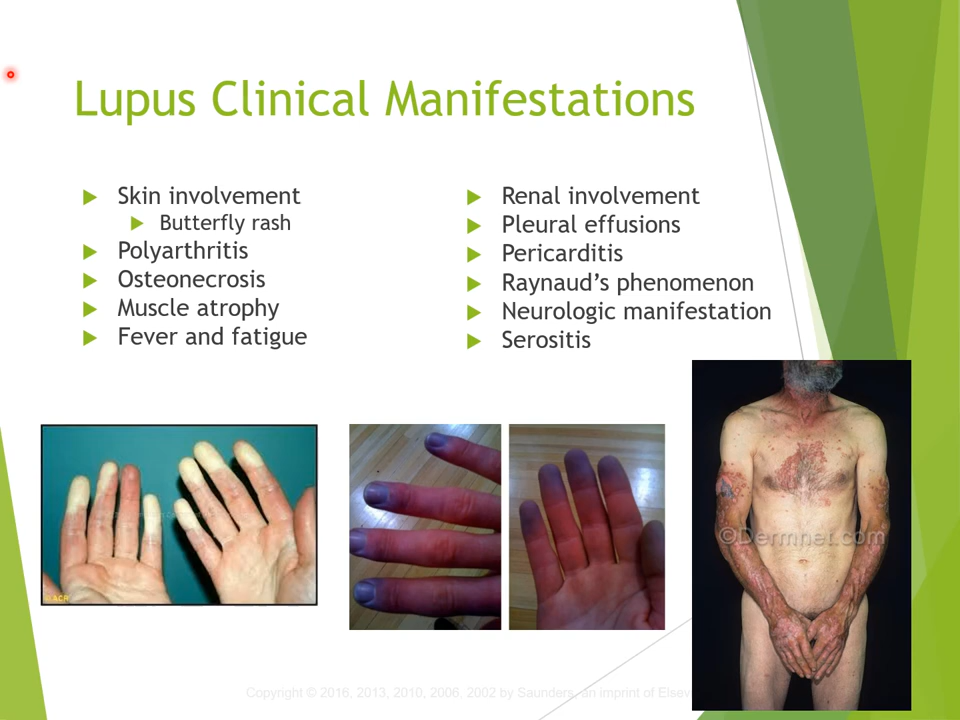 Lupus Clinical Manifestations
Skin involvement
Butterfly rash
Polyarthritis
Osteonecrosis
Muscle atrophy
Fever and fatigue
Renal involvement
Pleural effusions
Pericarditis
Raynaud’s phenomenon
Neurologic manifestation
Serositis
© ACR
©Dermnet.com
Copyright © 2016, 2013, 2010, 2006, 2002 by Saunders, an imprint of